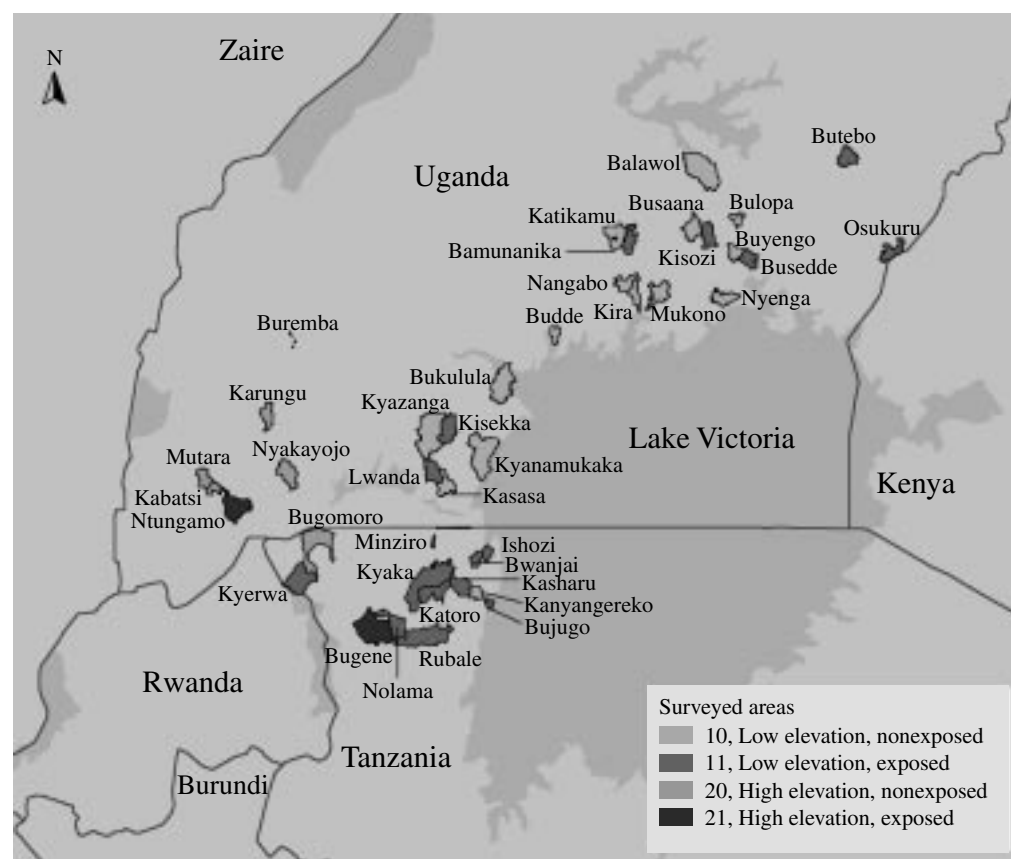 Zaire
N
Butebo
Balawol
Uganda
Busaana
Bulopa
Katikamu
Osukuru
Buyengo
Bamunanika
Kisozi
Busedde
Nangabo
Nyenga
Kira
Mukono
Budde
Buremba
Bukulula
Karungu
Kyazanga
Kisekka
Lake Victoria
Nyakayojo
Mutara
Kyanamukaka
Lwanda
Kenya
Kabatsi
Kasasa
Ntungamo
Bugomoro
Minziro
Ishozi
Bwanjai
Kyaka
Kasharu
Kyerwa
Kanyangereko
Katoro
Bujugo
Bugene
Rubale
Rwanda
Nolama
Tanzania
Burundi
Surveyed areas
10, Low elevation, nonexposed
11, Low elevation, exposed
20, High elevation, nonexposed
21, High elevation, exposed